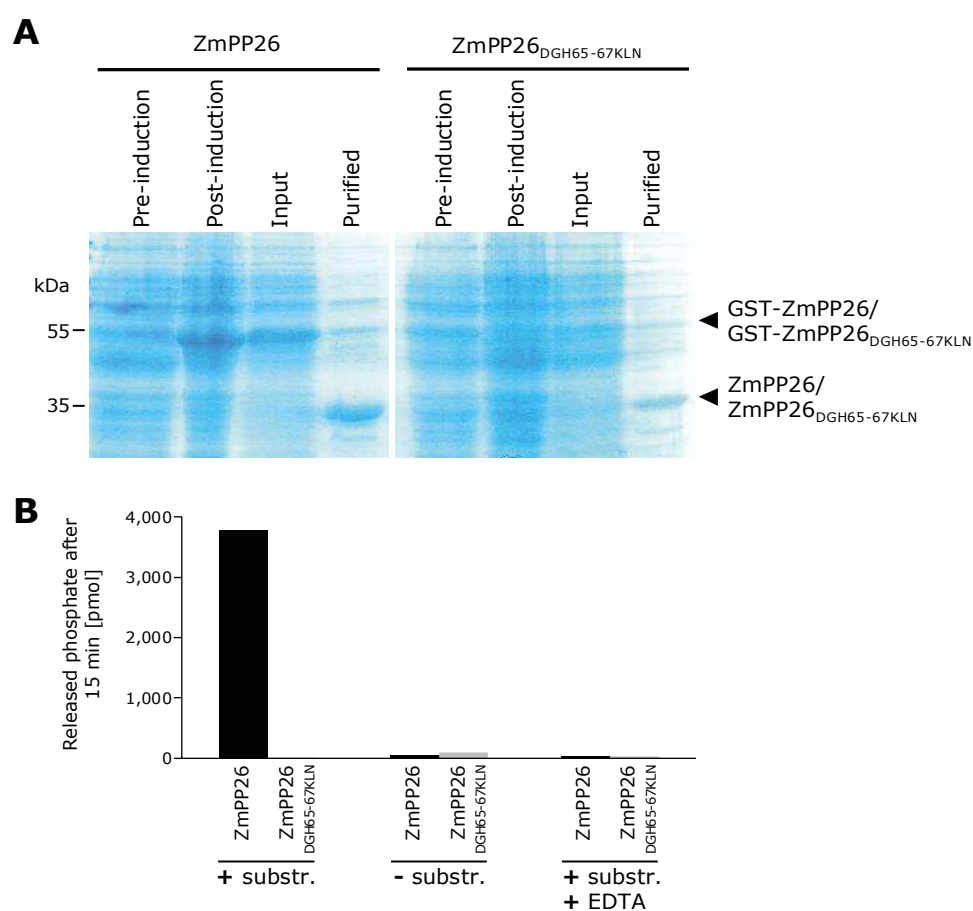 A
ZmPP26
ZmPP26DGH65-67KLN
Pre-induction
Post-induction
Input
Purified
Pre-induction
Post-induction
Input
Purified
kDa
55
35
GST-ZmPP26/
GST-ZmPP26DGH65-67KLN
ZmPP26/
ZmPP26DGH65-67KLN
B
Released phosphate after
15 min [pmol]
4,000
3,000
2,000
1,000
0
ZmPP26
ZmPP26
DGH65-67KLN
ZmPP26
ZmPP26
DGH65-67KLN
ZmPP26
ZmPP26
DGH65-67KLN
+ substr.
- substr.
+ substr.
+ EDTA